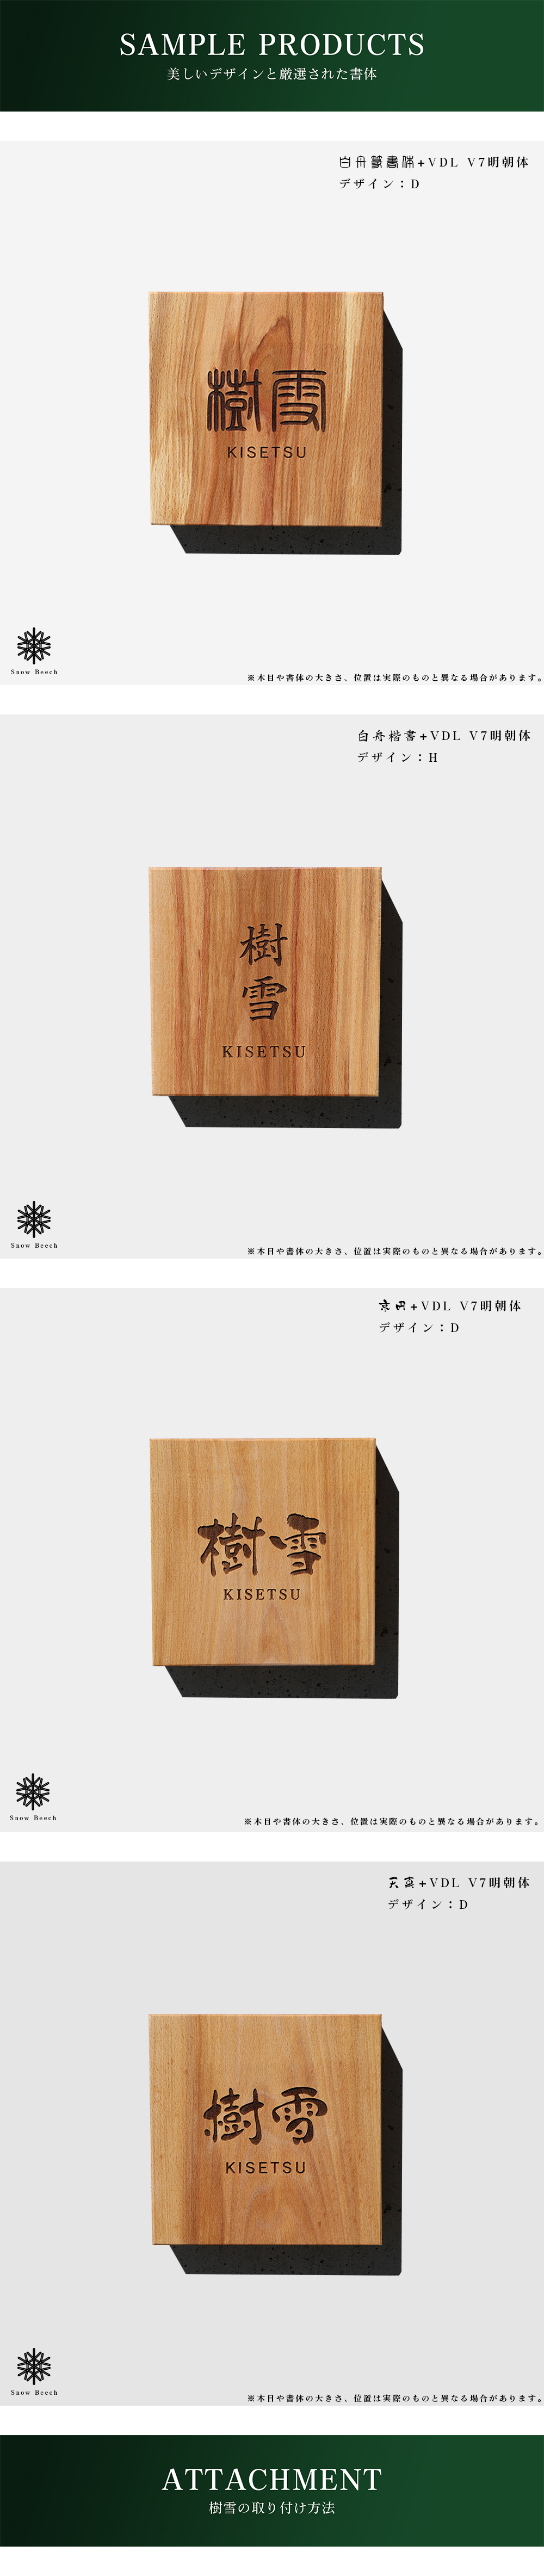 SAMPLE PRODUCTS
美しいデザインと厳選された書体
白舟篆書体+VDL V7明朝体
デザイン：D
樹雪
KISETSU
Snow Beech
※木目や書体の大きさ、位置は実際のものと異なる場合があります。
白舟楷書+VDL V7明朝体
デザイン：H
樹
雪
KISETSU
Snow Beech
※木目や書体の大きさ、位置は実際のものと異なる場合があります。
京円+VDL V7明朝体
デザイン：D
樹雪
KISETSU
Snow Beech
※木目や書体の大きさ、位置は実際のものと異なる場合があります。
天真+VDL V7明朝体
デザイン：D
樹雪
KISETSU
Snow Beech
※木目や書体の大きさ、位置は実際のものと異なる場合があります。
ATTACHMENT
樹雪の取り付け方法